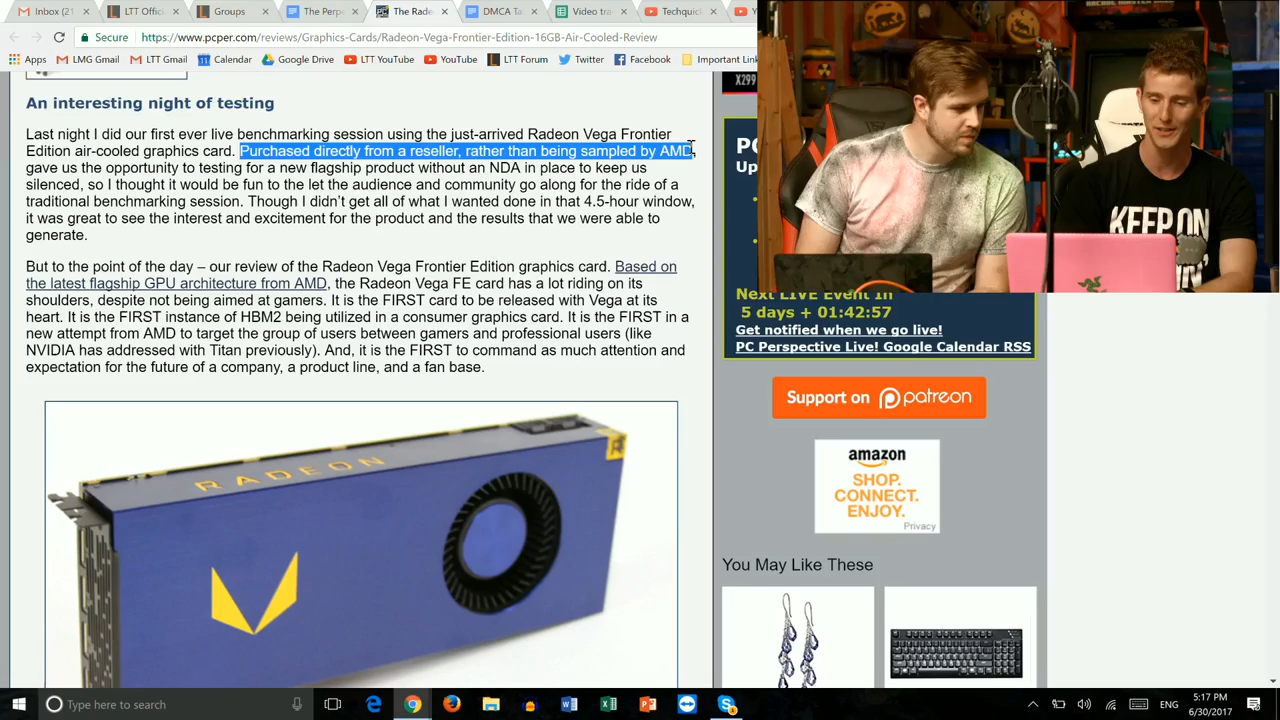 Inbox (21
LTT Offici
Groups
The Perpe
The Rade
DMCA Ta
Video tra
Techquick
Secure
https://www.pcper.com/reviews/Graphics-Cards/Radeon-Vega-Frontier-Edition-16GB-Air-Cooled-Review
Apps
LMG Gmail
LTT Gmail
Calendar
Google Drive
LTT YouTube
YouTube
LTT Forum
Twitter
Facebook
Important Link
X299
An interesting night of testing
Last night I did our first ever live benchmarking session using he just-arrived Radeon Vega Frontier
Edition air-cooled graphics card. Purchased directly from a reseller, rather than being sampled by AMD,
gave us the opportunity to testing for a new flagship product without an NDA in place to keep us
silenced, so I thought it would be fun to the let the audience and community go along for the ride of a
traditional benchmarking session. Though I didn't get all of what I wanted done in that 4.5-hour window,
it was great to see the interest and excitement for the product and the results that we were able to
generate.
But to the point of the day – our review of the Radeon Vega Frontier Edition graphics card. Based on
the latest flagship GPU architecture from AMD, the Radeon Vega FE card has a lot riding on its
shoulders, despite not being aimed at gamers. It is the FIRST card to be released with Vega at its
heart. It is the FIRST instance of HBM2 being utilized in a consumer graphics card. It is the FIRST in a
new attempt from AMD to target the group of users between gamers and professional users (like
NVIDIA has addressed with Titan previously). And, it is the FIRST to command as much attention and
expectation for the future of a company, a product line, and a fan base.
RADEON
PC
Up
KEEP ON
Next LIVE Event in
5 days + 01:42:57
Get notified when we go live!
PC Perspective Live! Google Calendar RSS
Support on patreon
amazon
SHOP.
CONNECT.
ENJOY.
Privacy
You May Like These
Type here to search
ENG
5:17 PM
6/30/2017